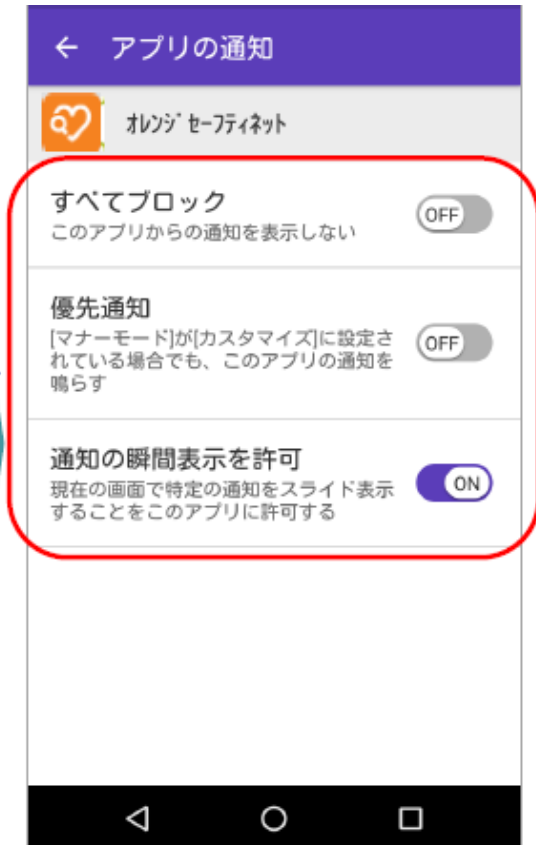 アプリの通知
ｵﾚﾝｼﾞ ｾｰﾌﾃｨﾈｯﾄ
すべてブロック
OFF
このアプリからの通知を表示しない
優先通知
[マナーモード]が[カスタマイズ]に設定さ
OFF
れている場合でも、このアプリの通知を
鳴らす
通知の瞬間表示を許可
現在の画面で特定の通知をスライド表示
ON
することをこのアプリに許可する